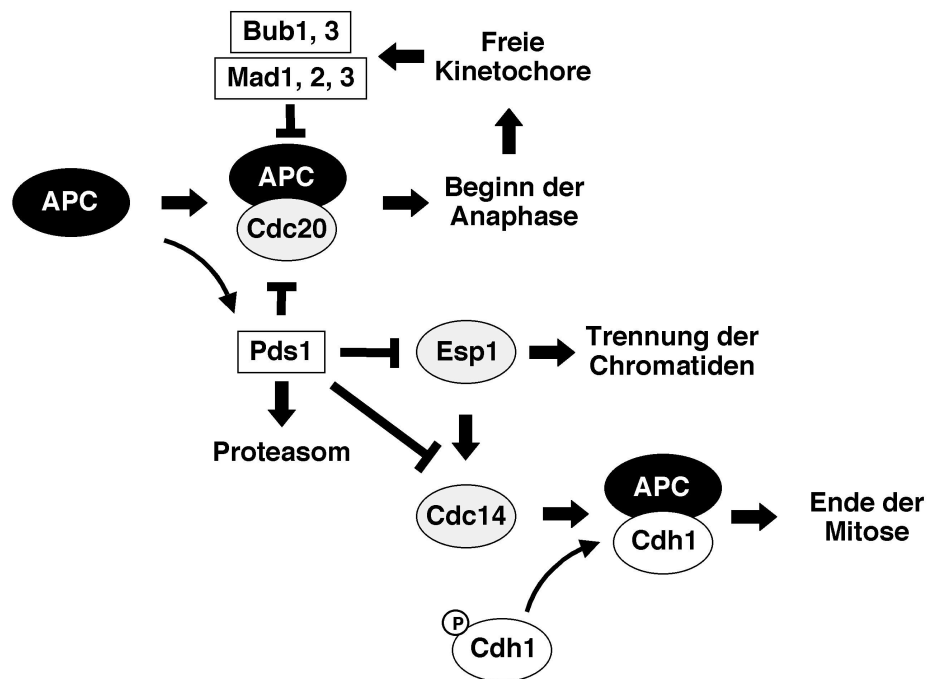 Bub1, 3
Mad1, 2, 3
Freie
Kinetochore
APC
APC
Cdc20
Beginn der
Anaphase
Pds1
Esp1
Trennung der
Chromatiden
Proteasom
Cdc14
APC
Cdh1
Ende der
Mitose
P
Cdh1